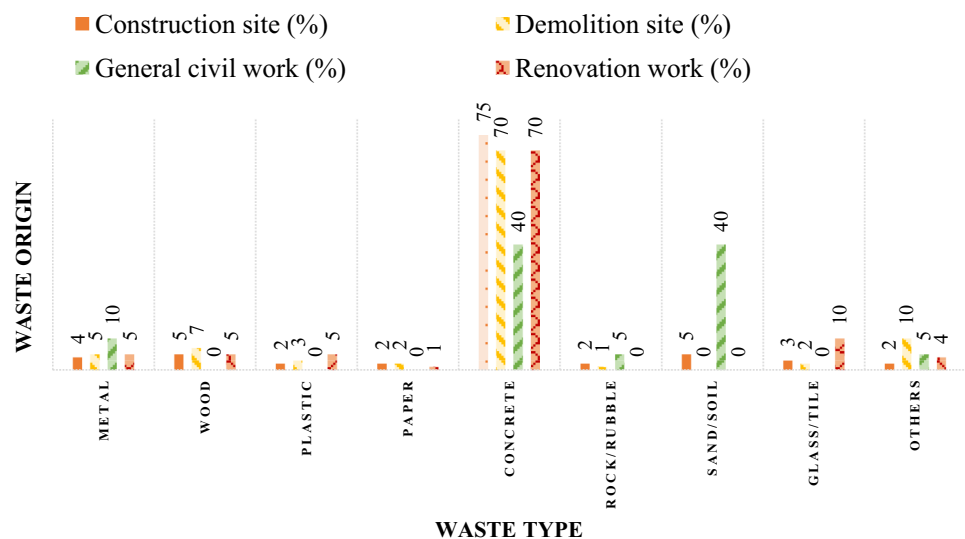 Construction site (%) Demolition site (%)
General civil work (%) Renovation work (%)
WASTE ORIGIN
4 5 10 5
5 7 0 5
2 3 0 5
2 2 0 1
75 70 40 70
2 1 5 0
5 0 40 0
3 2 0 10
2 10 5 4
METAL
WOOD
PLASTIC
PAPER
CONCRETE
ROCK/RUBBLE
SAND/SOIL
GLASS/TILE
OTHERS
WASTE TYPE